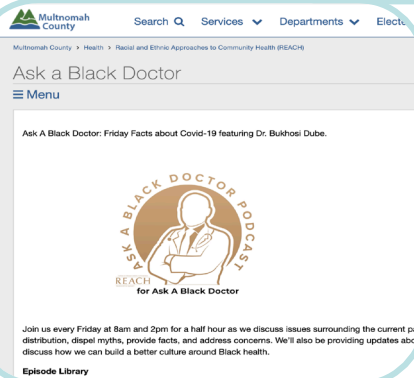 Multnomah County
Search Services Departments
Multnomah County > Health > Racial and Ethnic Approaches to Community Health (REACH)
Ask a Black Doctor
Menu
Ask A Black Doctor: Friday Facts about Covid-19 featuring Dr. Bukhosi Dube.
ASK A BLACK DOCTOR PODCAST
REACH
for Ask A Black Doctor
Join us every Friday at 8am and 2pm for a half hour as we discuss issues surrounding the current
distribution, dispel myths, provide facts, and address concerns. We'll also be providing updates
discuss how we can build a better culture around Black health.
Episode Library